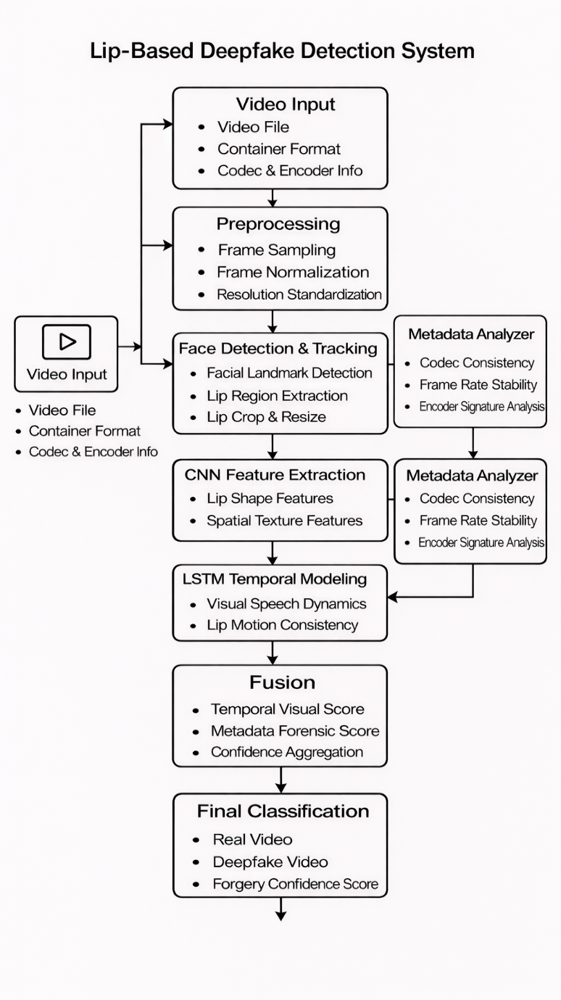 Lip-Based Deepfake Detection System
Video Input
• Video File
• Container Format
• Codec & Encoder Info
Preprocessing
• Frame Sampling
• Frame Normalization
• Resolution Standardization
Video Input
• Video File
• Container Format
• Codec & Encoder Info
Face Detection & Tracking
• Facial Landmark Detection
• Lip Region Extraction
• Lip Crop & Resize
Metadata Analyzer
• Codec Consistency
• Frame Rate Stability
• Encoder Signature Analysis
CNN Feature Extraction
• Lip Shape Features
• Spatial Texture Features
Metadata Analyzer
• Codec Consistency
• Frame Rate Stability
• Encoder Signature Analysis
LSTM Temporal Modeling
• Visual Speech Dynamics
• Lip Motion Consistency
Fusion
• Temporal Visual Score
• Metadata Forensic Score
• Confidence Aggregation
Final Classification
• Real Video
• Deepfake Video
• Forgery Confidence Score